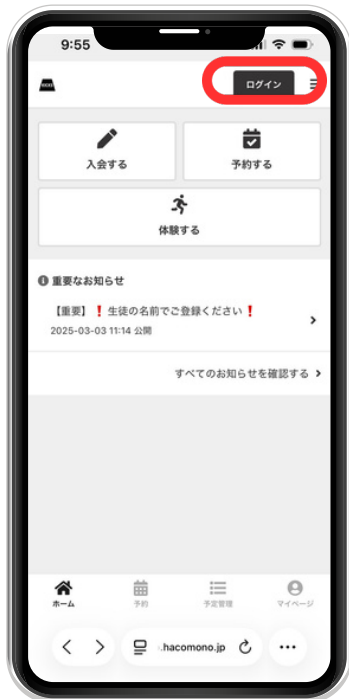 9:55
ログイン
入会する
予約する
体験する
重要なお知らせ
【重要】❗生徒の名前でご登録ください❗
2025-03-03 11:14 公開
すべてのお知らせを確認する
ホーム
予約
予定管理
マイページ
.hacomono.jp